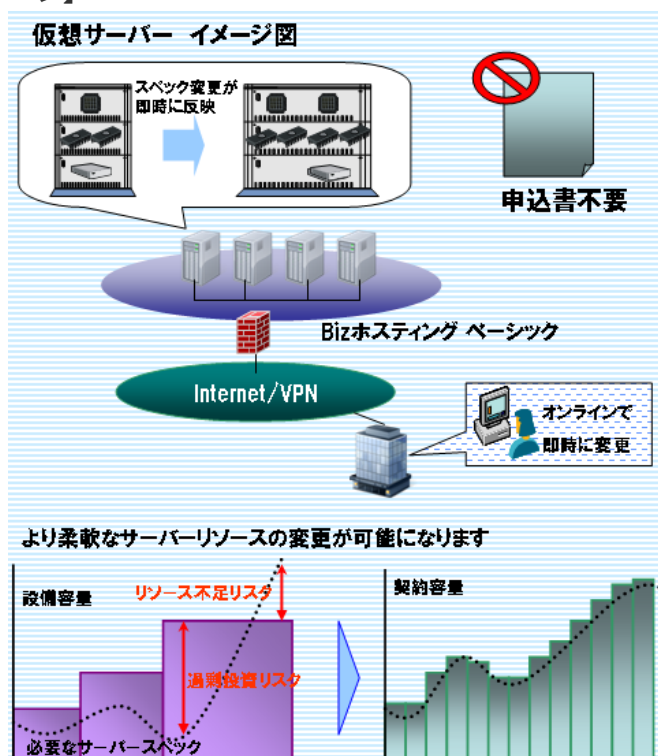 仮想サーバー イメージ図
スペック変更が
即時に反映
申込書不要
Bizホスティング ベーシック
Internet/VPN
オンラインで
即時に変更
より柔軟なサーバーリソースの変更が可能になります
設備容量
リソース不足リスク
過剰投資リスク
必要なサーバースペック
契約容量